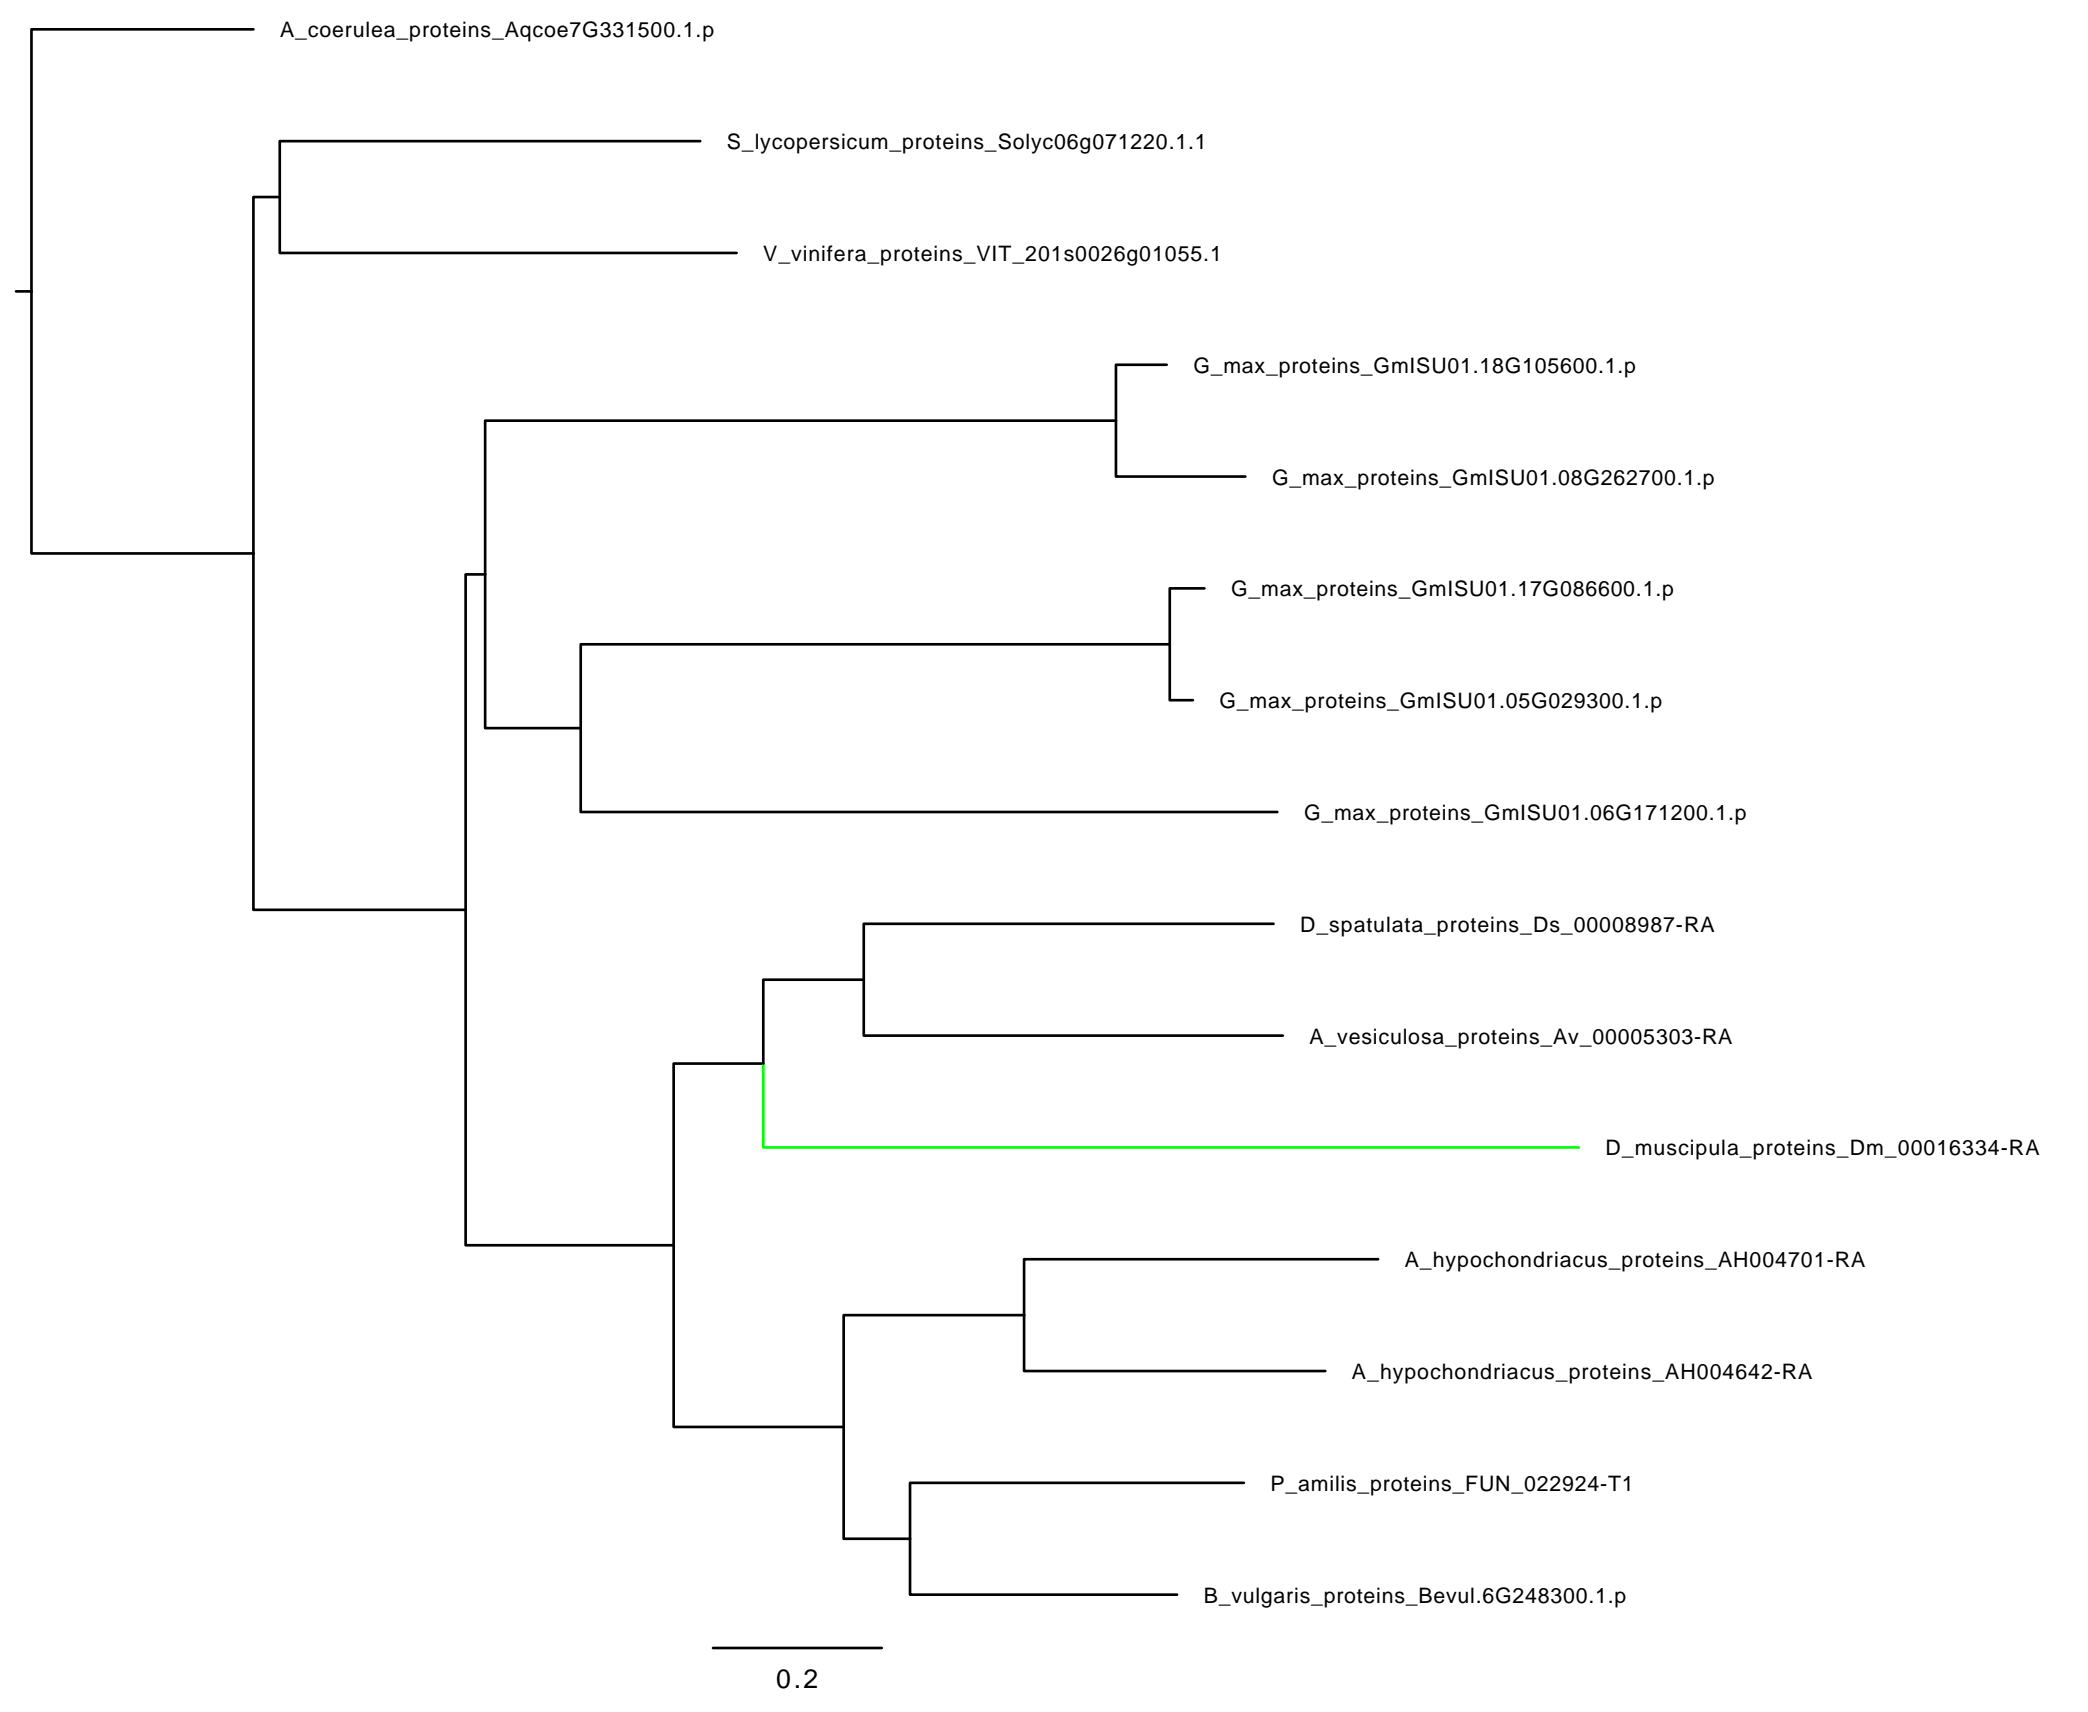 A_coerulea_proteins_Aqcoe7G331500.1.p
S_lycopersicum_proteins_Solyc06g071220.1.1
V_vinifera_proteins_VIT_201s0026g01055.1
G_max_proteins_GmISU01.18G105600.1.p
G_max_proteins_GmISU01.08G262700.1.p
G_max_proteins_GmISU01.17G086600.1.p
G_max_proteins_GmISU01.05G029300.1.p
G_max_proteins_GmISU01.06G171200.1.p
D_spatulata_proteins_Ds_00008987-RA
A_vesiculosa_proteins_Av_00005303-RA
D_muscipula_proteins_Dm_00016334-RA
A_hypochondriacus_proteins_AH004701-RA
A_hypochondriacus_proteins_AH004642-RA
P_amilis_proteins_FUN_022924-T1
B_vulgaris_proteins_Bevul.6G248300.1.p
0.2